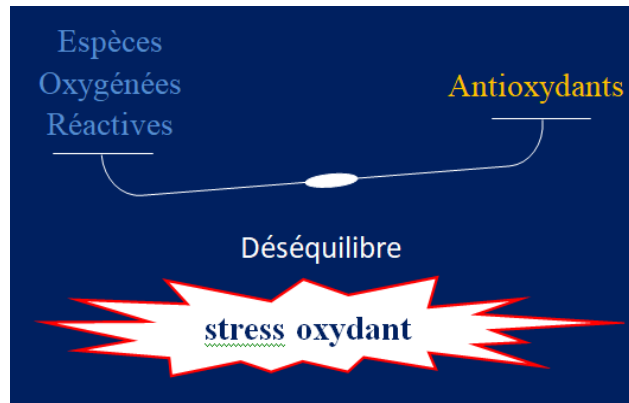 Espèces
Oxygénées
Réactives
Antioxydants
Déséquilibre
stress oxydant